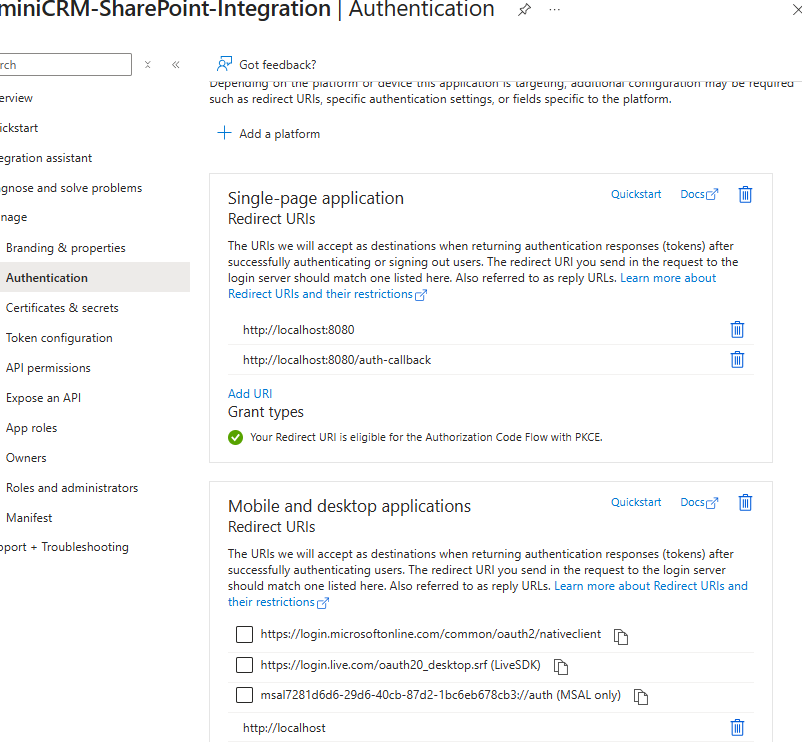 miniCRM-SharePoint-Integration | Authentication
rch
Got feedback?
Depending on the platform or device this application is targeting, additional configuration may be required
such as redirect URIs, specific authentication settings, or fields specific to the platform.
Add a platform
erview
ickstart
egration assistant
gnose and solve problems
nage
Branding & properties
Authentication
Certificates & secrets
Token configuration
API permissions
Expose an API
App roles
Owners
Roles and administrators
Manifest
pport + Troubleshooting
Single-page application
Quickstart
Docs
Redirect URIs
The URIs we will accept as destinations when returning authentication responses (tokens) after
successfully authenticating or signing out users. The redirect URI you send in the request to the
login server should match one listed here. Also referred to as reply URLs. Learn more about
Redirect URIs and their restrictions
http://localhost:8080
http://localhost:8080/auth-callback
Add URI
Grant types
Your Redirect URI is eligible for the Authorization Code Flow with PKCE.
Mobile and desktop applications
Quickstart
Docs
Redirect URIs
The URIs we will accept as destinations when returning authentication responses (tokens) after
successfully authenticating users. The redirect URI you send in the request to the login server
should match one listed here. Also referred to as reply URLs. Learn more about Redirect URIs and
their restrictions
https://login.microsoftonline.com/common/oauth2/nativeclient
https://login.live.com/oauth20_desktop.srf (LiveSDK)
msal7281d6d6-29d6-40cb-87d2-1bc6eb678cb3://auth (MSAL only)
http://localhost